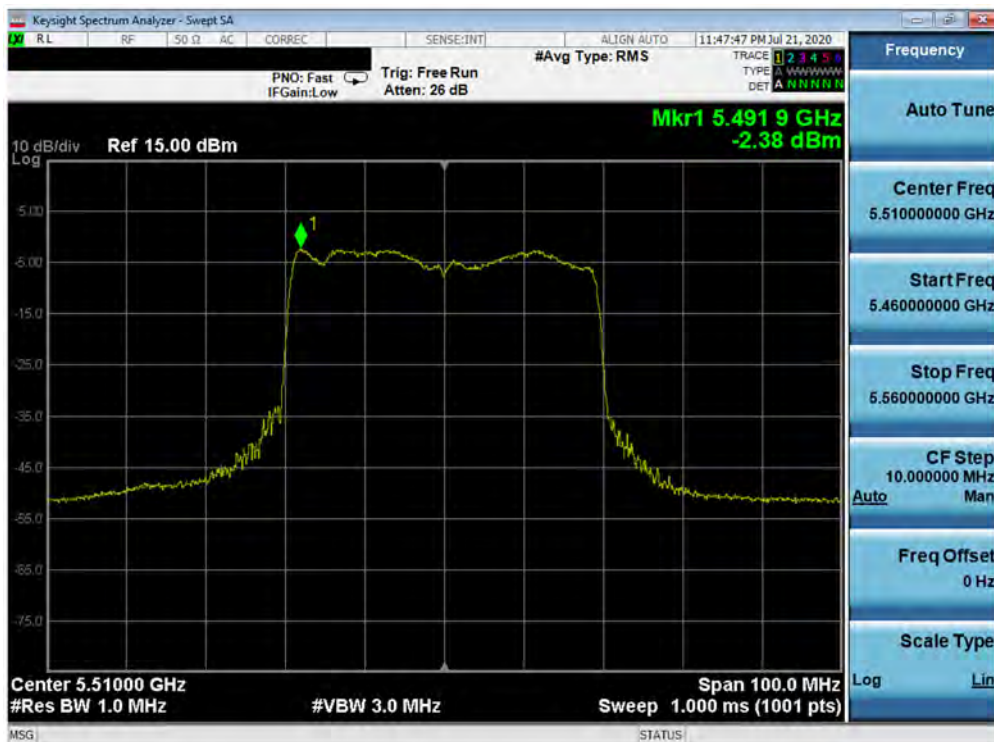 Keysight Spectrum Analyzer - Swept SA
LXI RL RF 50 Ω AC CORREC SENSE:INT ALIGN AUTO 11:47:47 PM Jul 21, 2020
#Avg Type: RMS
TRACE 1 2 3 4 5 6
PNO: Fast Trig: Free Run
TYPE A WWWWW
IFGain:Low Atten: 26 dB
DET A N N N N N
Mkr1 5.491 9 GHz
-2.38 dBm
10 dB/div Ref 15.00 dBm
Log
1
5.00
-5.00
-15.0
-25.0
-35.0
-45.0
-55.0
-65.0
-75.0
Center 5.51000 GHz Span 100.0 MHz
#Res BW 1.0 MHz #VBW 3.0 MHz Sweep 1.000 ms (1001 pts)
MSG STATUS
Frequency
Auto Tune
Center Freq
5.510000000 GHz
Start Freq
5.460000000 GHz
Stop Freq
5.560000000 GHz
CF Step
10.000000 MHz
Auto Man
Freq Offset
0 Hz
Scale Type
Log Lin